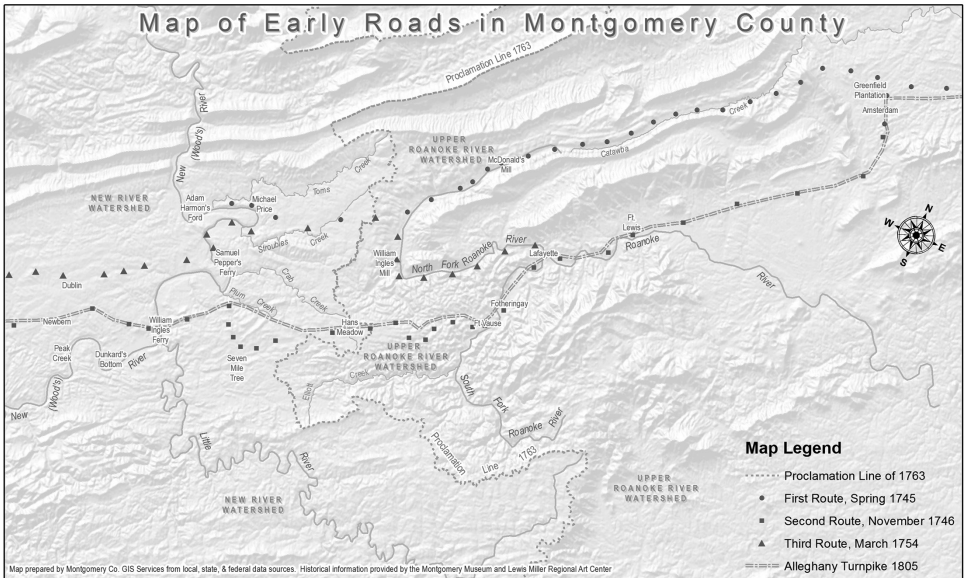 Map of Early Roads in Montgomery County
Proclamation Line 1763
Greenfield
Plantation
Amsterdam
New (Wood's) River
UPPER
ROANOKE RIVER
WATERSHED
Creek
Catawba
McDonald's
Mill
Toms Creek
NEW RIVER
WATERSHED
Adam
Harmon's
Ford
Michael
Price
Stroubles Creek
Samuel
Pepper's
Ferry
William
Ingles
Mill
North Fork Roanoke River
Lafayette
Ft.
Lewis
Roanoke River
N
W
E
S
Dublin
Crab Creek
Plum Creek
Newbern
William
Ingles
Ferry
Hans
Meadow
Ft Vause
Fotheringay
Peak
Creek
Dunkard's
Bottom
River
Seven
Mile
Tree
UPPER
ROANOKE RIVER
WATERSHED
Elliott Creek
New (Wood's)
South Fork Roanoke River
Little River
Proclamation Line 1763
NEW RIVER
WATERSHED
UPPER
ROANOKE RIVER
WATERSHED
Map Legend
Proclamation Line of 1763
First Route, Spring 1745
Second Route, November 1746
Third Route, March 1754
Alleghany Turnpike 1805
Map prepared by Montgomery Co. GIS Services from local, state, & federal data sources. Historical information provided by the Montgomery Museum and Lewis Miller Regional Art Center